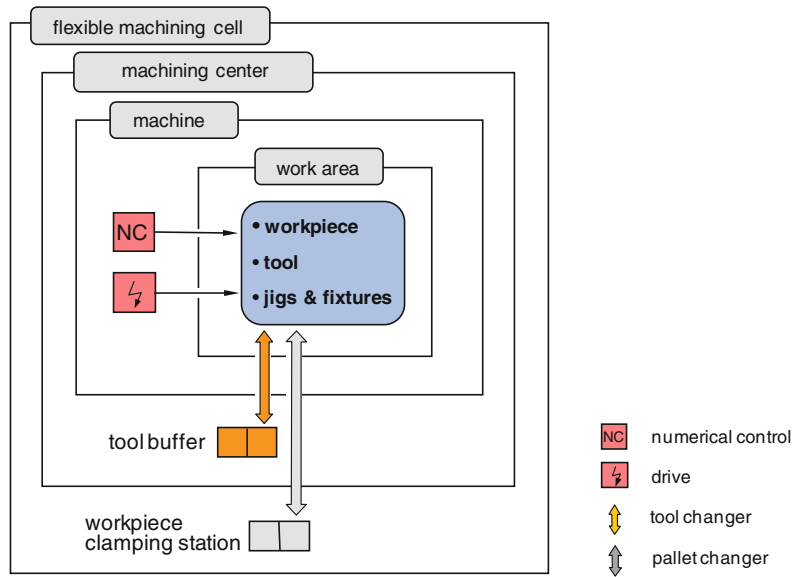 flexible machining cell
machining center
machine
work area
NC
• workpiece
• tool
• jigs & fixtures
tool buffer
workpiece
clamping station
NC numerical control
drive
tool changer
pallet changer